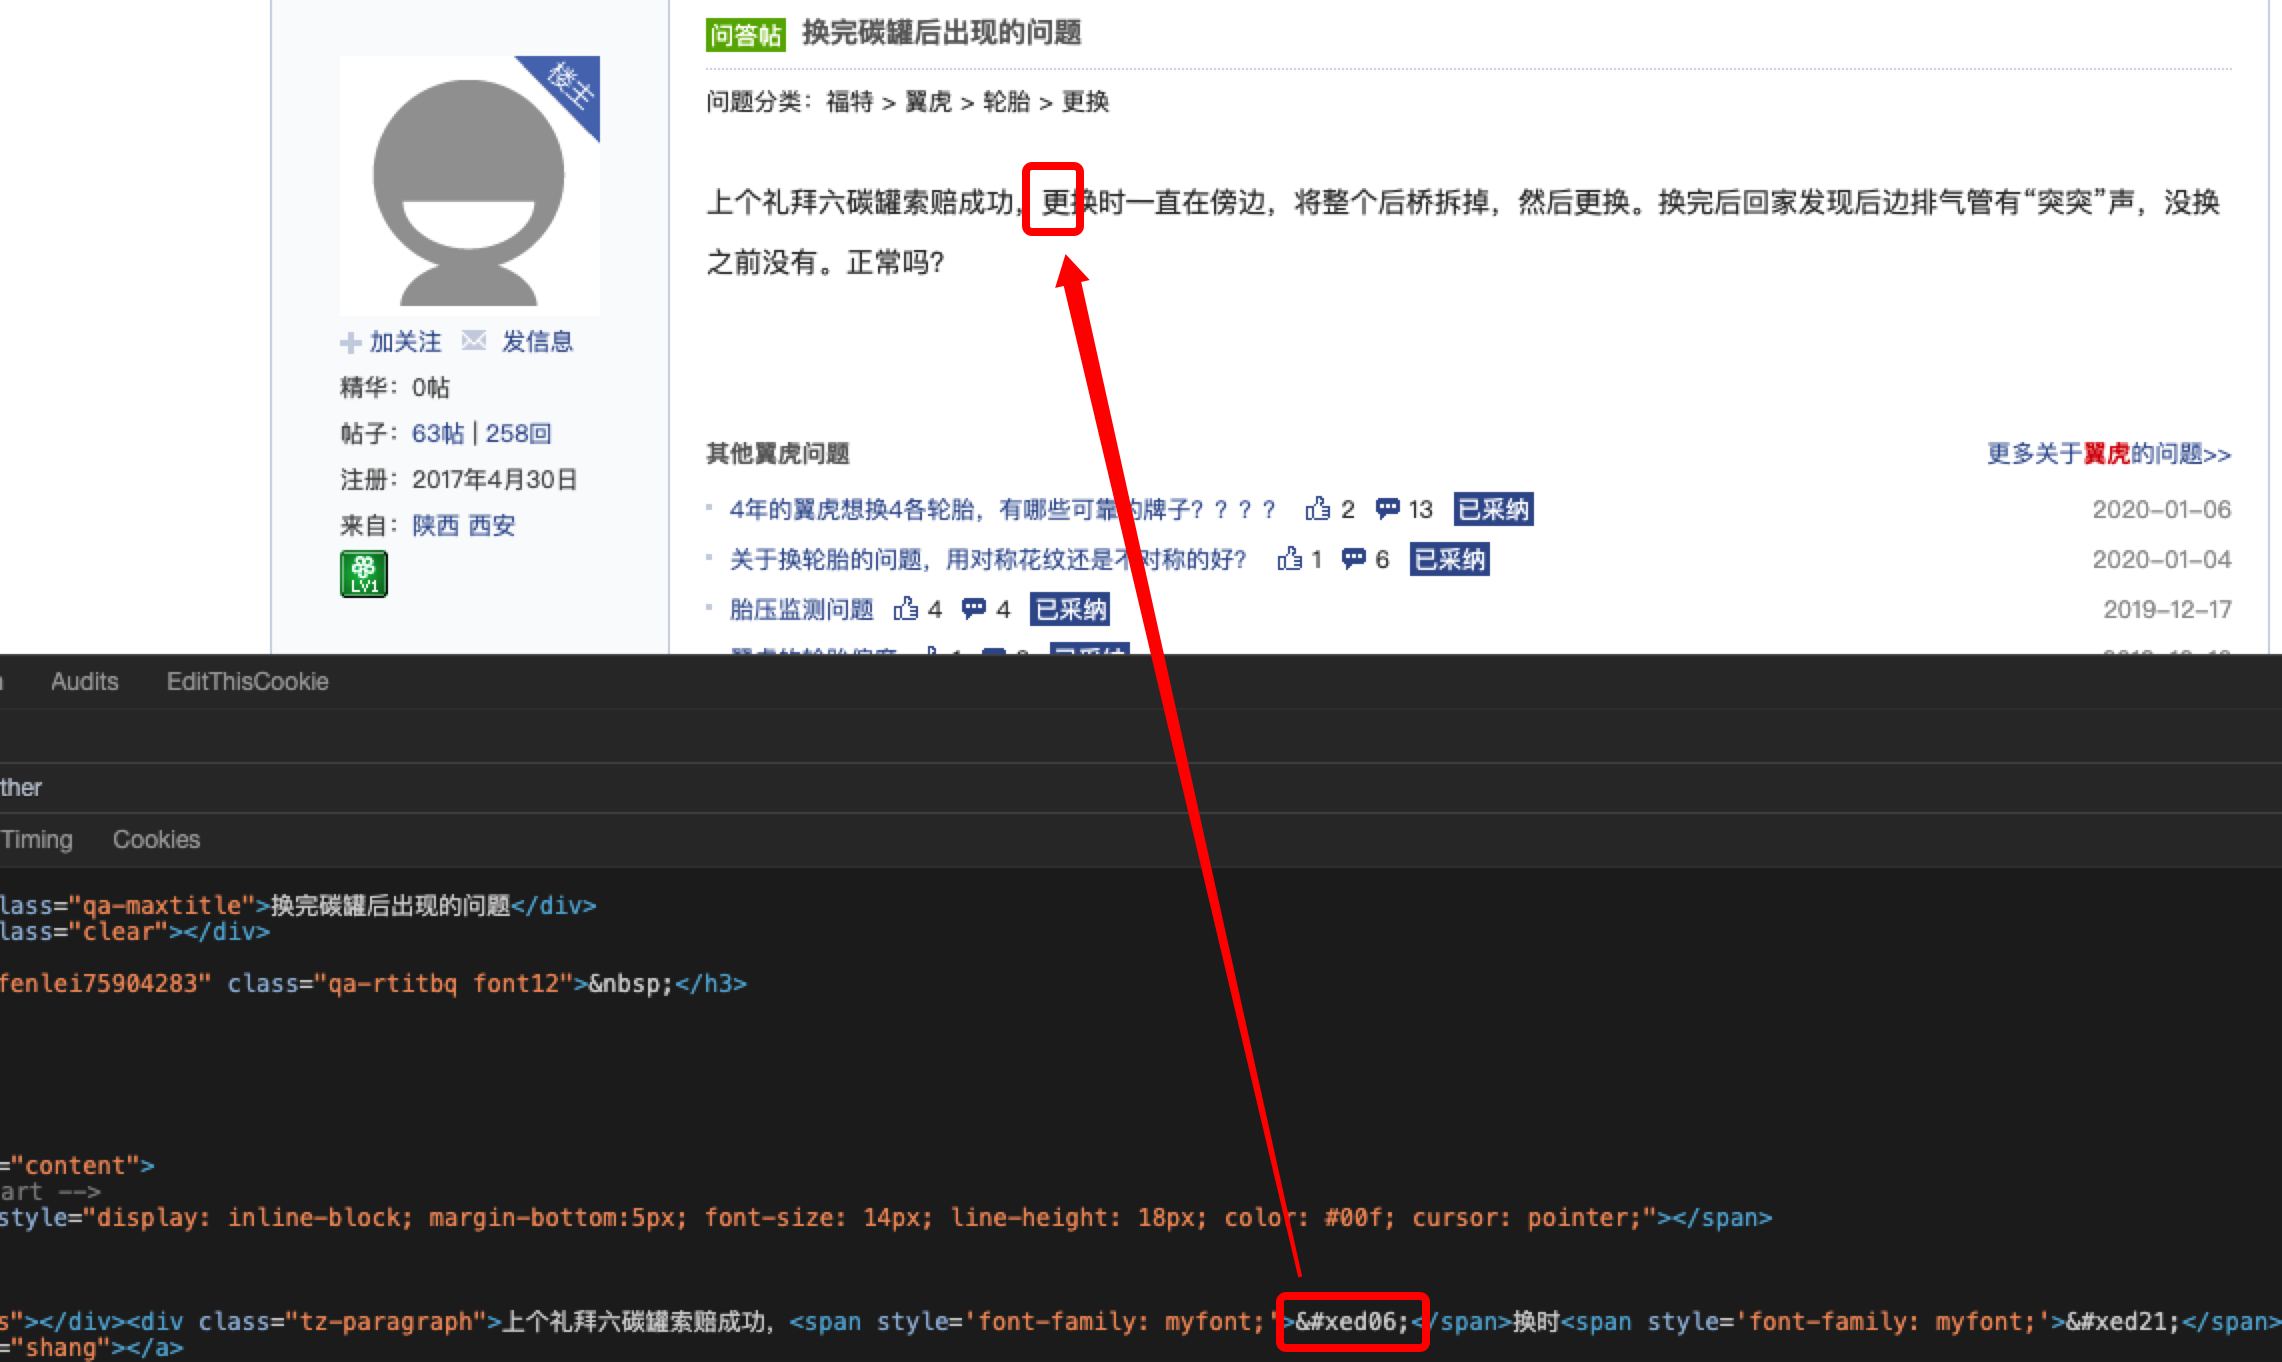 问答帖 换完碳罐后出现的问题
楼主
问题分类：福特 > 翼虎 > 轮胎 > 更换
上个礼拜六碳罐索赔成功，更换时一直在傍边，将整个后桥拆掉，然后更换。换完后回家发现后边排气管有“突突”声，没换
之前没有。正常吗？
加关注 发信息
精华：0帖
帖子：63帖 | 258回
注册：2017年4月30日
来自：陕西 西安
LV1
其他翼虎问题 更多关于翼虎的问题>>
4年的翼虎想换4各轮胎，有哪些可靠的牌子？？？？ 2 13 已采纳 2020-01-06
关于换轮胎的问题，用对称花纹还是不对称的好？ 1 6 已采纳 2020-01-04
胎压监测问题 4 4 已采纳 2019-12-17
Audits EditThisCookie
ther
Timing Cookies
lass="qa-maxtitle">换完碳罐后出现的问题</div>
lass="clear"></div>
fenlei75904283" class="qa-rtitbq font12">&nbsp;</h3>
="content">
art -->
style="display: inline-block; margin-bottom:5px; font-size: 14px; line-height: 18px; color: #00f; cursor: pointer;"></span>
s"></div><div class="tz-paragraph">上个礼拜六碳罐索赔成功，<span style='font-family: myfont;'>&#xed06;</span>换时<span style='font-family: myfont;'>&#xed21;</span>
="shang"></a>